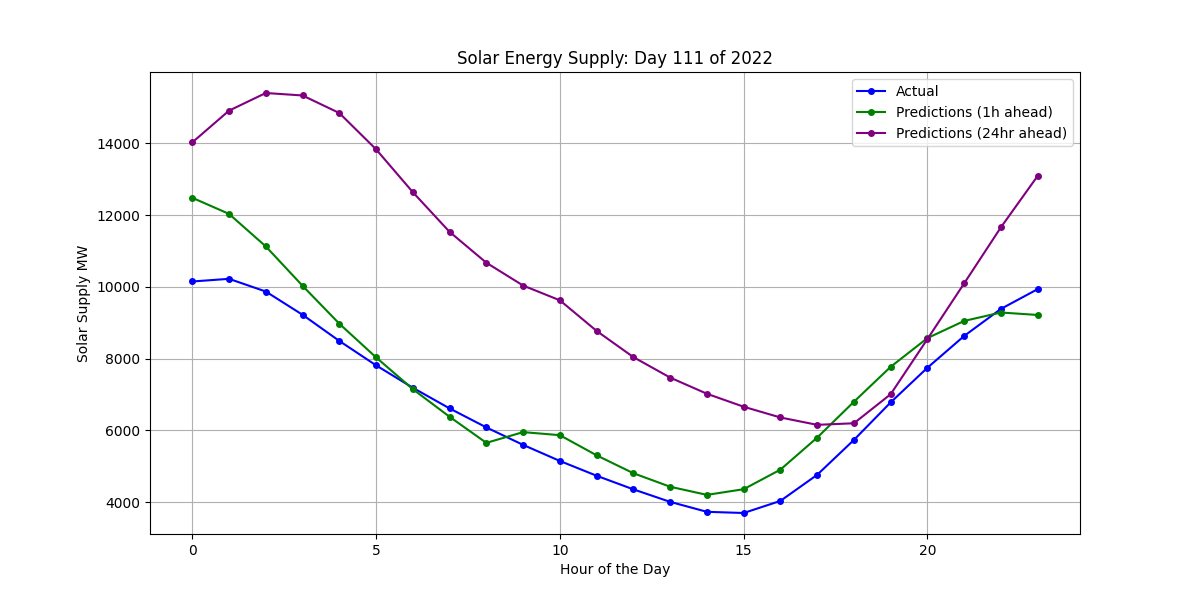 Solar Energy Supply: Day 111 of 2022
Actual
Predictions (1h ahead)
Predictions (24hr ahead)
14000
12000
10000
8000
6000
4000
Solar Supply MW
0 5 10 15 20
Hour of the Day